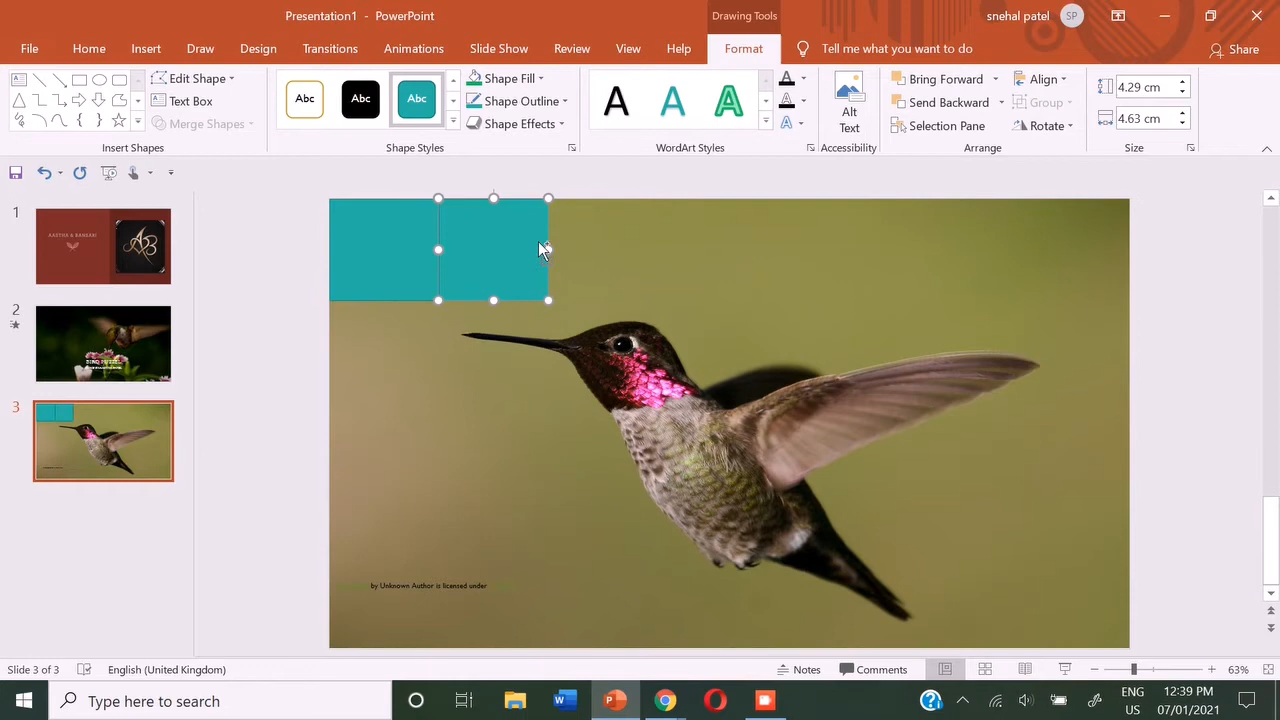 Presentation1 - PowerPoint
Drawing Tools
snehal patel
SP
File
Home
Insert
Draw
Design
Transitions
Animations
Slide Show
Review
View
Help
Format
Tell me what you want to do
Share
Edit Shape
Text Box
Merge Shapes
Insert Shapes
Abc
Abc
Abc
Shape Fill
Shape Outline
Shape Effects
Shape Styles
A
A
A
WordArt Styles
Alt
Text
Accessibility
Bring Forward
Send Backward
Selection Pane
Align
Group
Rotate
Arrange
4.29 cm
4.63 cm
Size
1
AASTHA & BANSARI
AB
2
BIRD PUZZEL
3
by Unknown Author is licensed under
Slide 3 of 3
English (United Kingdom)
Notes
Comments
63%
Type here to search
ENG
US
12:39 PM
07/01/2021